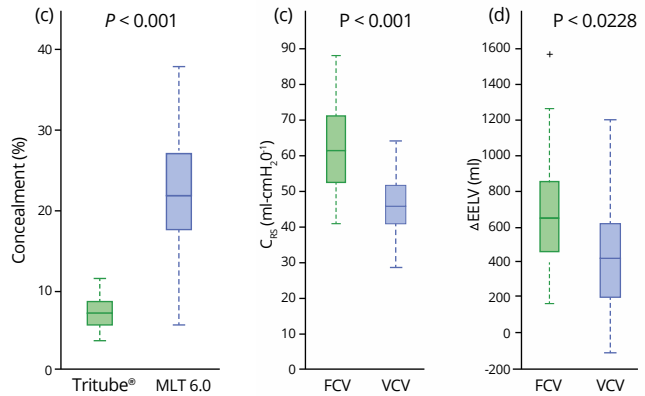 (c)
P < 0.001
Concealment (%)
40
30
20
10
0
Tritube®
MLT 6.0
(c)
P < 0.001
C_RS (ml-cmH₂0⁻¹)
90
80
70
60
50
40
30
20
10
0
FCV
VCV
(d)
P < 0.0228
ΔEELV (ml)
1600
1400
1200
1000
800
600
400
200
0
-200
FCV
VCV